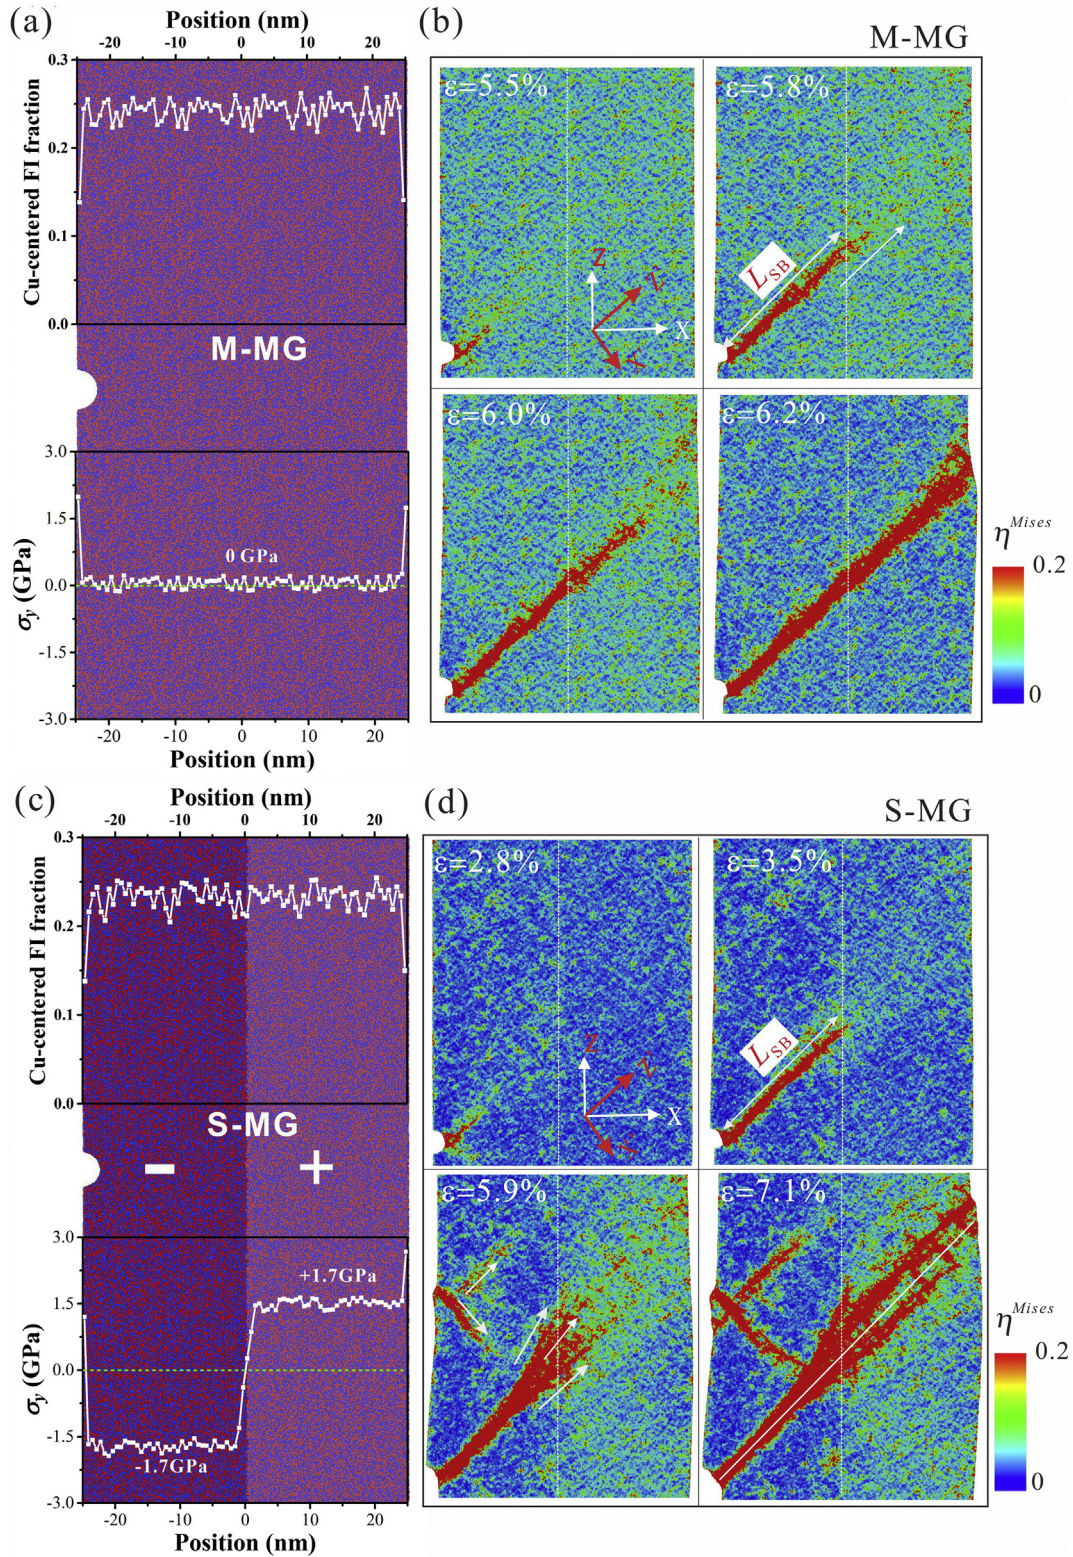 (a)
Position (nm)
-20 -10 0 10 20
0.3
0.2
0.1
0.0
Cu-centered FI fraction
M-MG
3.0
1.5
0.0
-1.5
-3.0
σy (GPa)
0 GPa
-20 -10 0 10 20
Position (nm)
(b)
M-MG
ε=5.5%
Z
Z
X
Y
ε=5.8%
LSB
ε=6.0%
ε=6.2%
η Mises
0.2
0
(c)
Position (nm)
-20 -10 0 10 20
0.3
0.2
0.1
0.0
Cu-centered FI fraction
S-MG
− +
3.0
1.5
0.0
-1.5
-3.0
σy (GPa)
+1.7GPa
-1.7GPa
-20 -10 0 10 20
Position (nm)
(d)
S-MG
ε=2.8%
Z
Z
X
ε=3.5%
LSB
ε=5.9%
ε=7.1%
η Mises
0.2
0